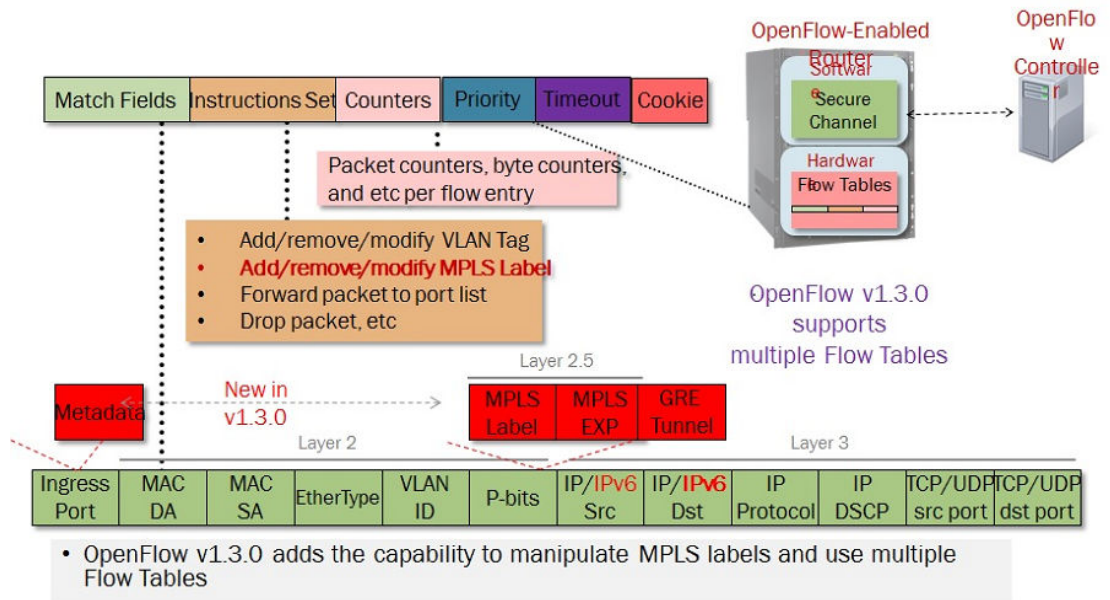 OpenFlow-Enabled
Router
OpenFlo
w
Controlle
r
Softwar
e
Secure
Channel
Hardwar
e
Flow Tables
Match Fields
Instructions Set
Counters
Priority
Timeout
Cookie
Packet counters, byte counters,
and etc per flow entry
• Add/remove/modify VLAN Tag
• Add/remove/modify MPLS Label
• Forward packet to port list
• Drop packet, etc
OpenFlow v1.3.0
supports
multiple Flow Tables
Layer 2.5
Metadata
New in
v1.3.0
MPLS
Label
MPLS
EXP
GRE
Tunnel
Layer 2
Layer 3
Ingress
Port
MAC
DA
MAC
SA
EtherType
VLAN
ID
P-bits
IP/IPv6
Src
IP/IPv6
Dst
IP
Protocol
IP
DSCP
TCP/UDP
src port
TCP/UDP
dst port
• OpenFlow v1.3.0 adds the capability to manipulate MPLS labels and use multiple
Flow Tables